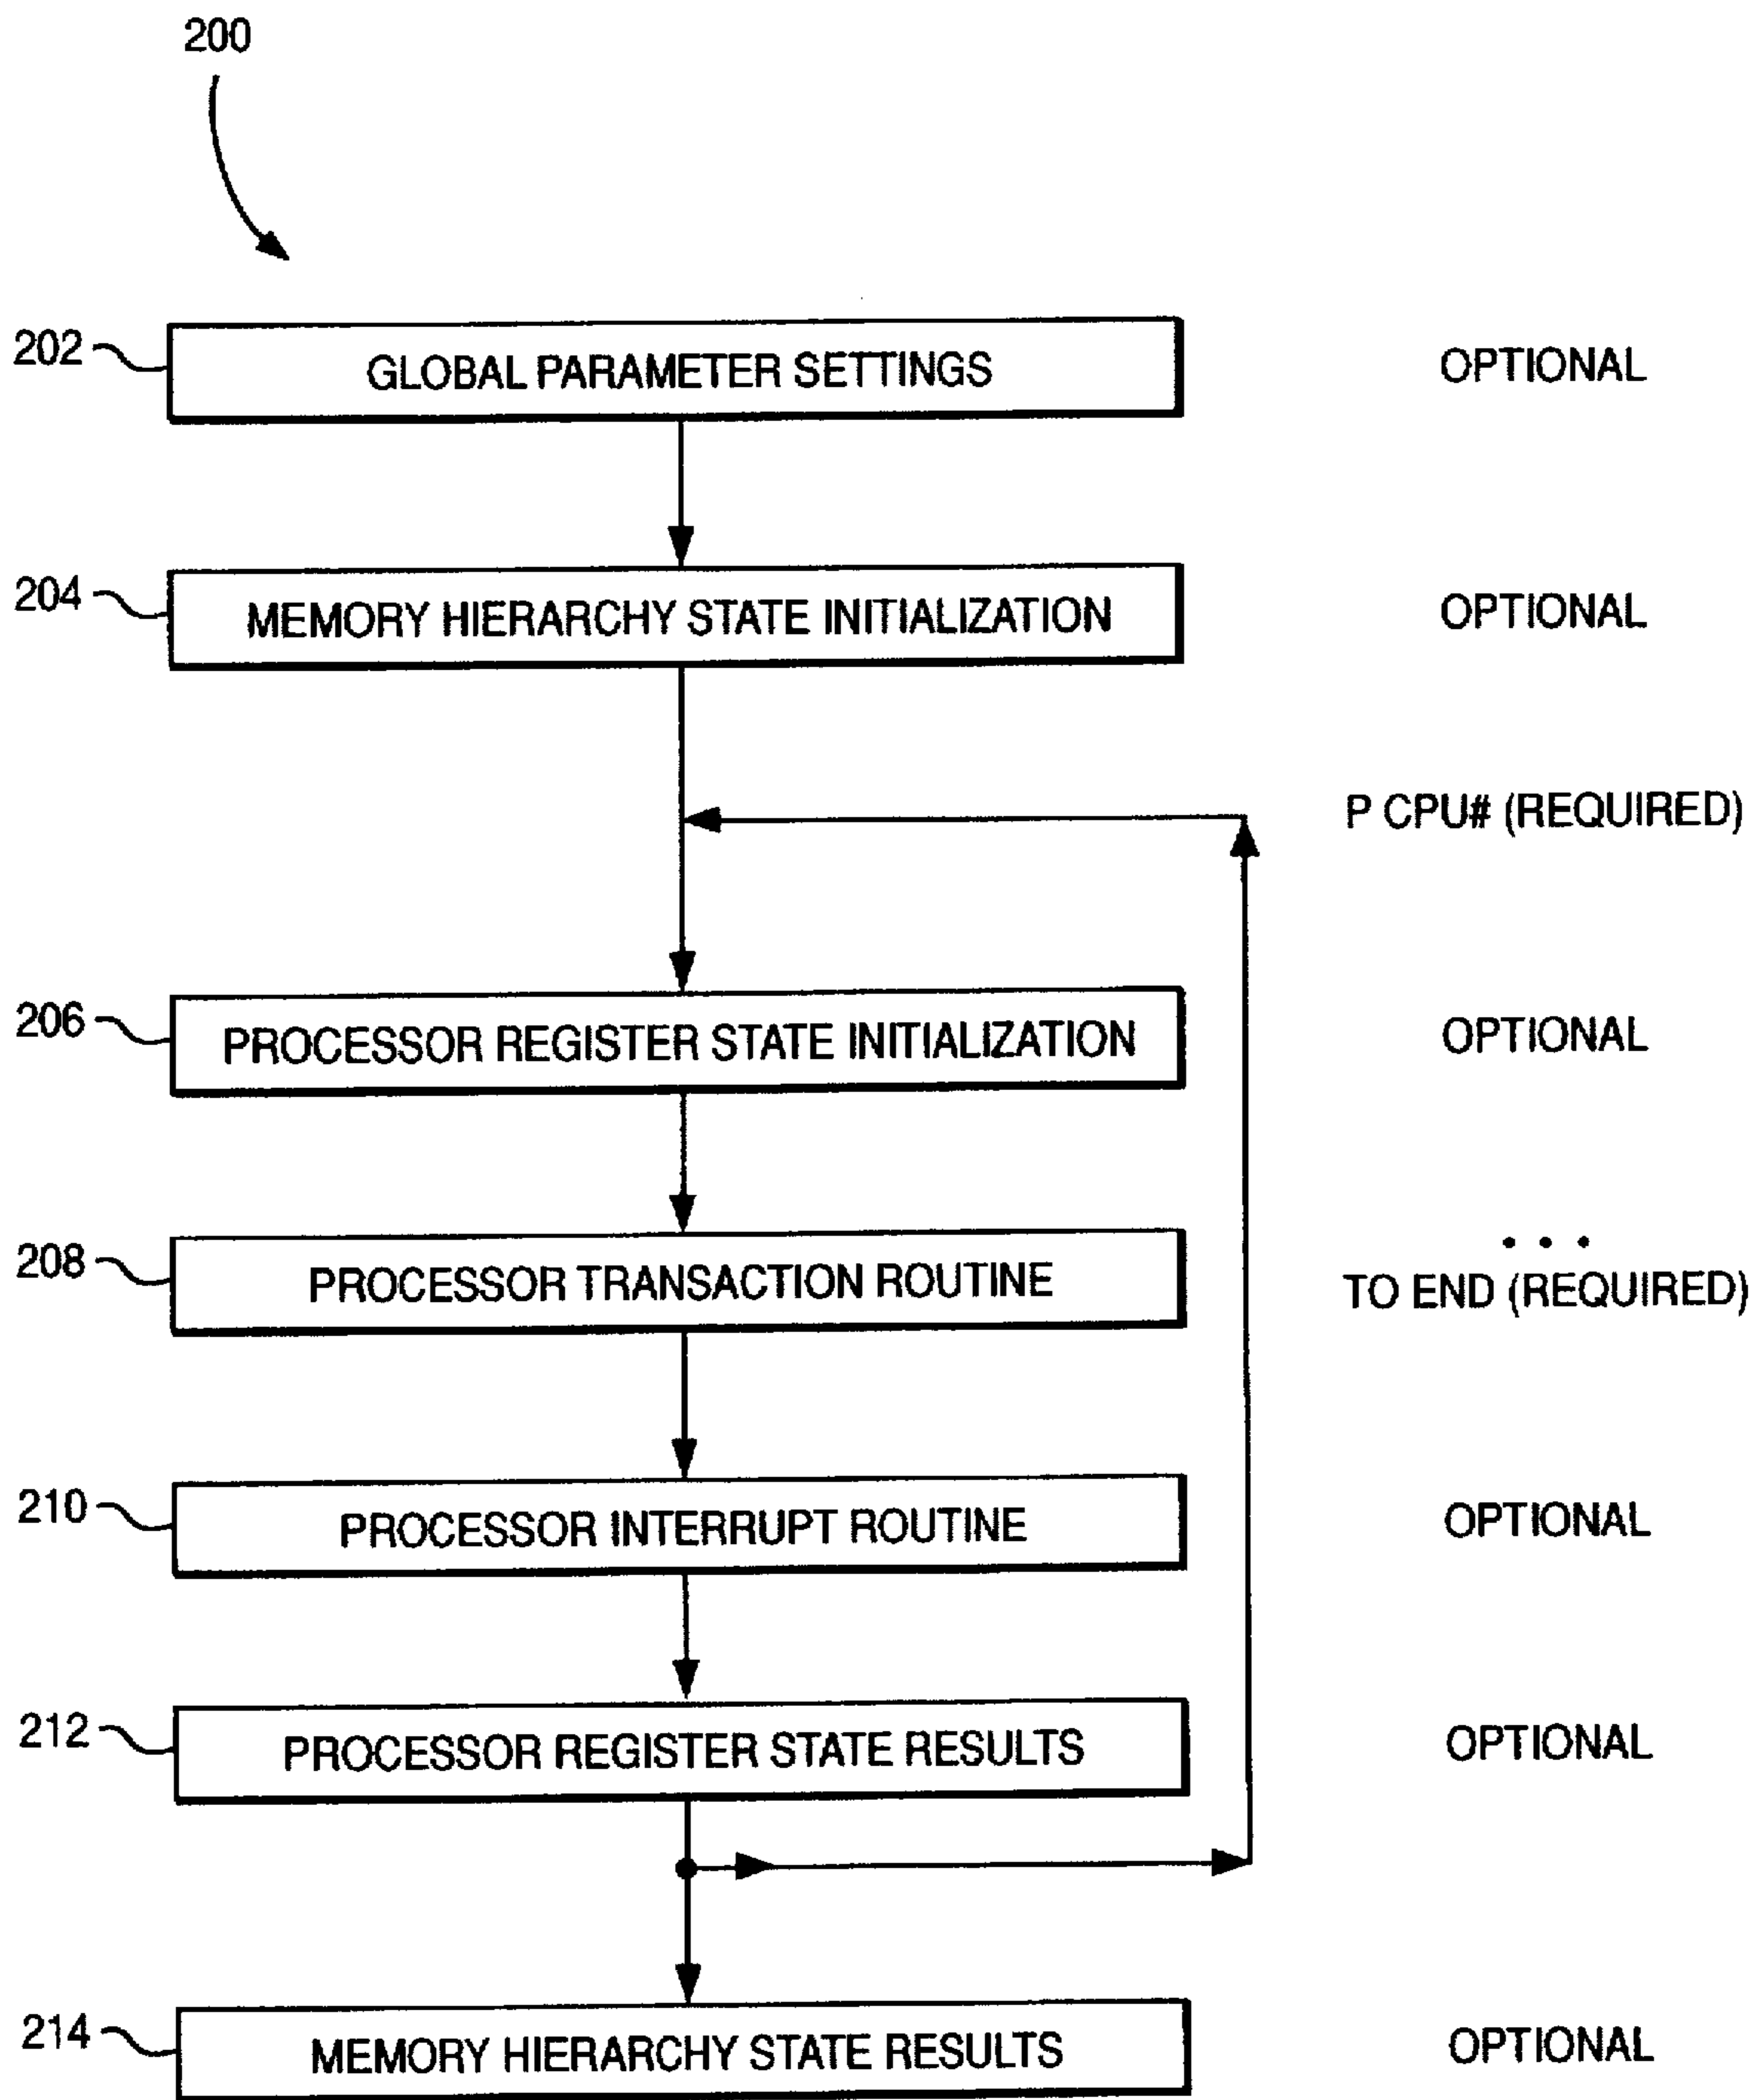 200
202 GLOBAL PARAMETER SETTINGS OPTIONAL
204 MEMORY HIERARCHY STATE INITIALIZATION OPTIONAL
P CPU# (REQUIRED)
206 PROCESSOR REGISTER STATE INITIALIZATION OPTIONAL
208 PROCESSOR TRANSACTION ROUTINE
• • •
TO END (REQUIRED)
210 PROCESSOR INTERRUPT ROUTINE OPTIONAL
212 PROCESSOR REGISTER STATE RESULTS OPTIONAL
214 MEMORY HIERARCHY STATE RESULTS OPTIONAL